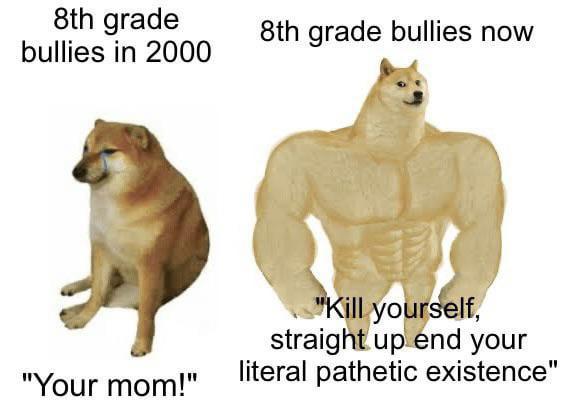 8th grade
bullies in 2000
8th grade bullies now
"Your mom!"
"Kill yourself,
straight up end your
literal pathetic existence"